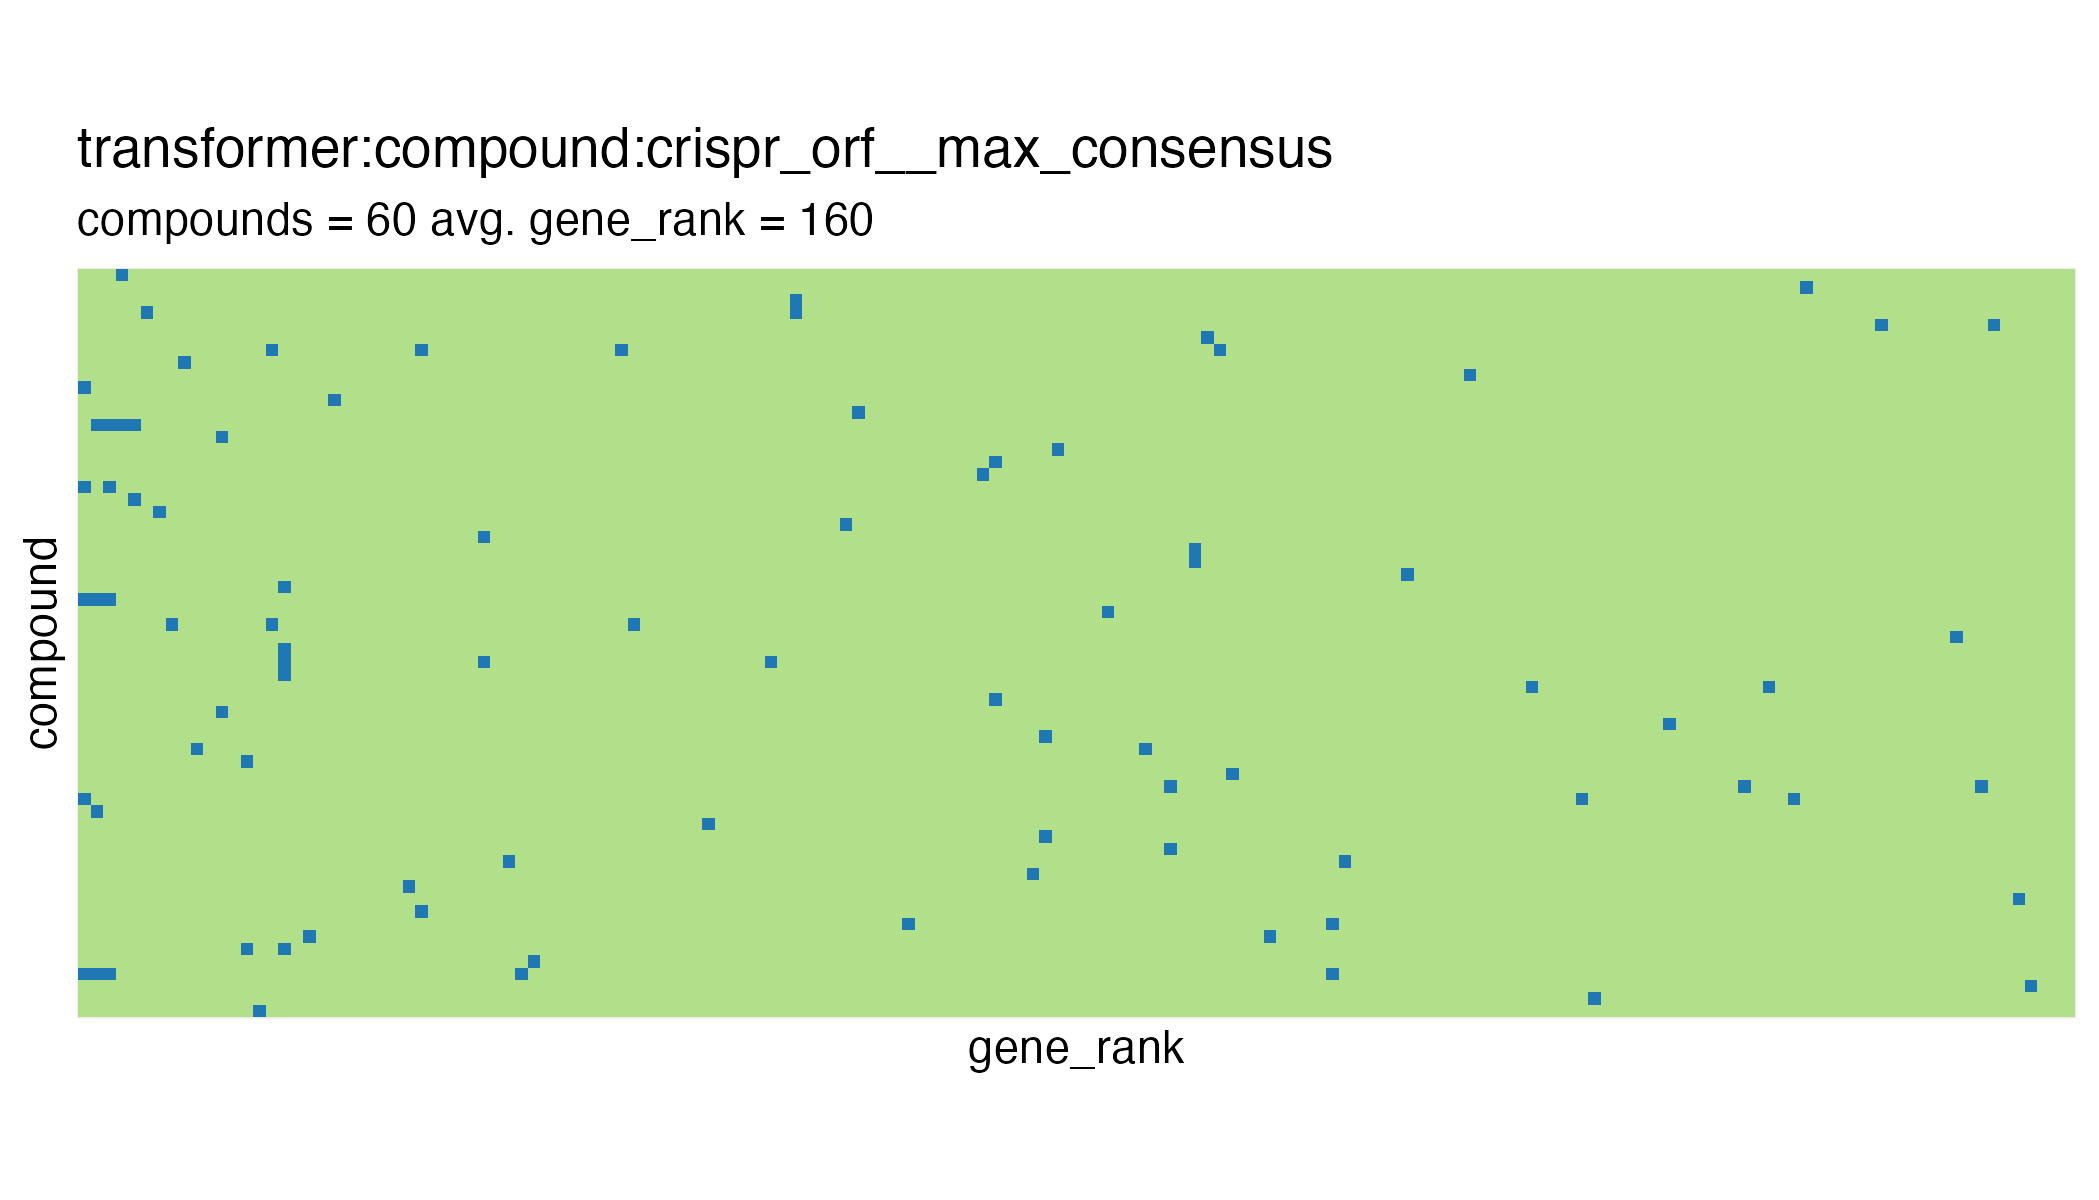 transformer:compound:crispr_orf__max_consensus
compounds = 60 avg. gene_rank = 160
compound
gene_rank